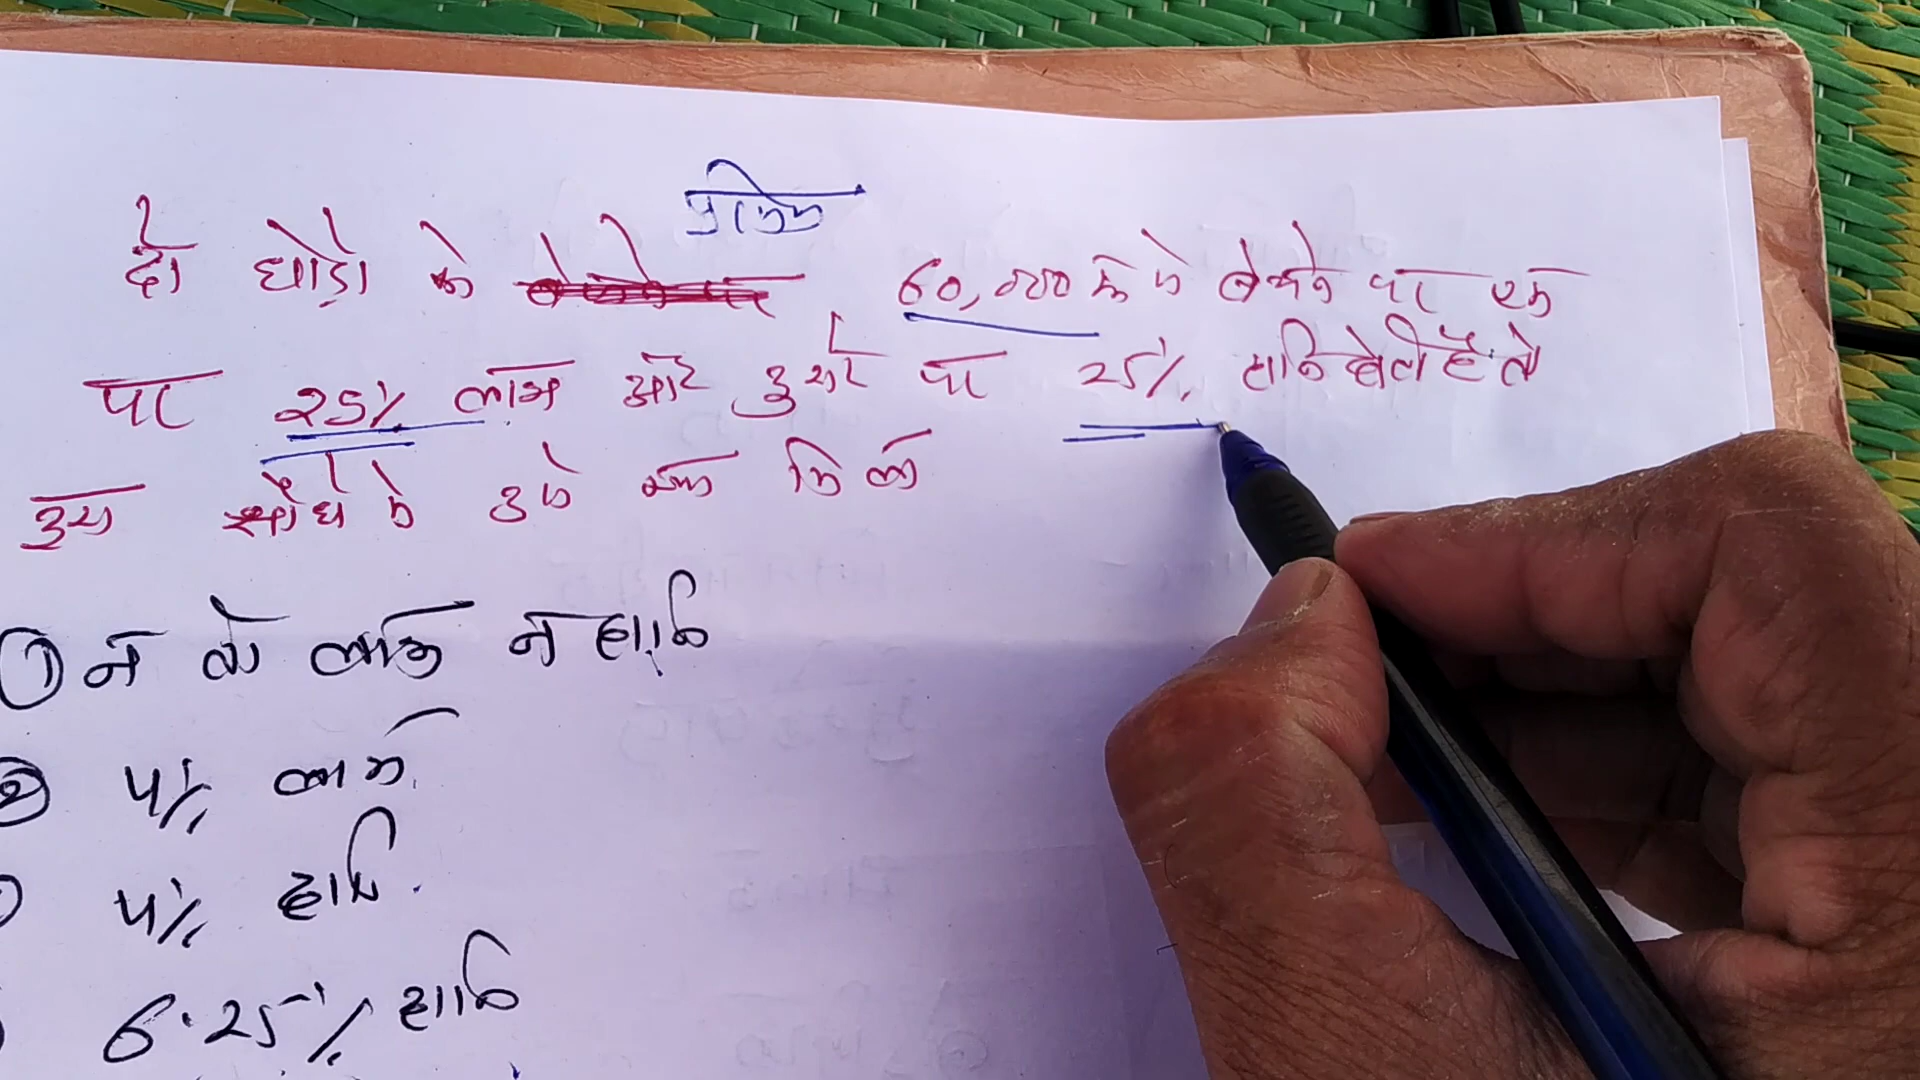 प्रत्येक
दो घोड़ो को 60,000 रू मे बेचने पर एक
पर 25% लाभ और दुसरे पर 25% हानि होती है तो
इस सौदे मे उसे क्या मिला
① न तो लाभ न हानि
② 4% लाभ
4% हानि
6.25% हानि